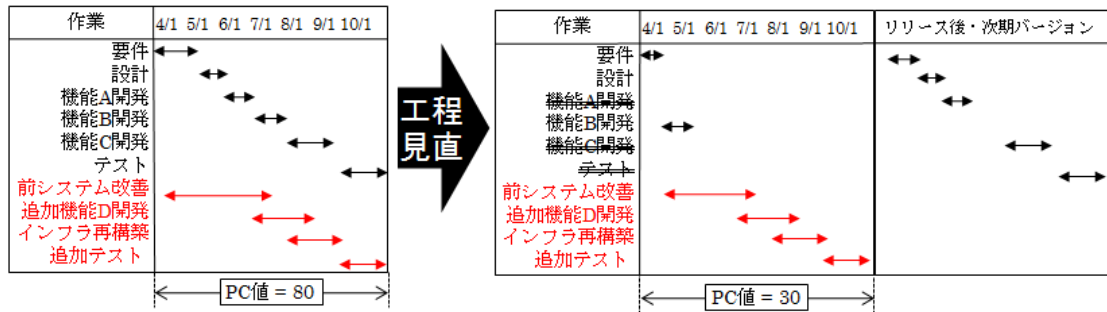 作業 4/1 5/1 6/1 7/1 8/1 9/1 10/1
要件
設計
機能A開発
機能B開発
機能C開発
テスト
前システム改善
追加機能D開発
インフラ再構築
追加テスト
PC値 = 80
工程
見直
作業 4/1 5/1 6/1 7/1 8/1 9/1 10/1 リリース後・次期バージョン
要件
設計
機能A開発
機能B開発
機能C開発
テスト
前システム改善
追加機能D開発
インフラ再構築
追加テスト
PC値 = 30